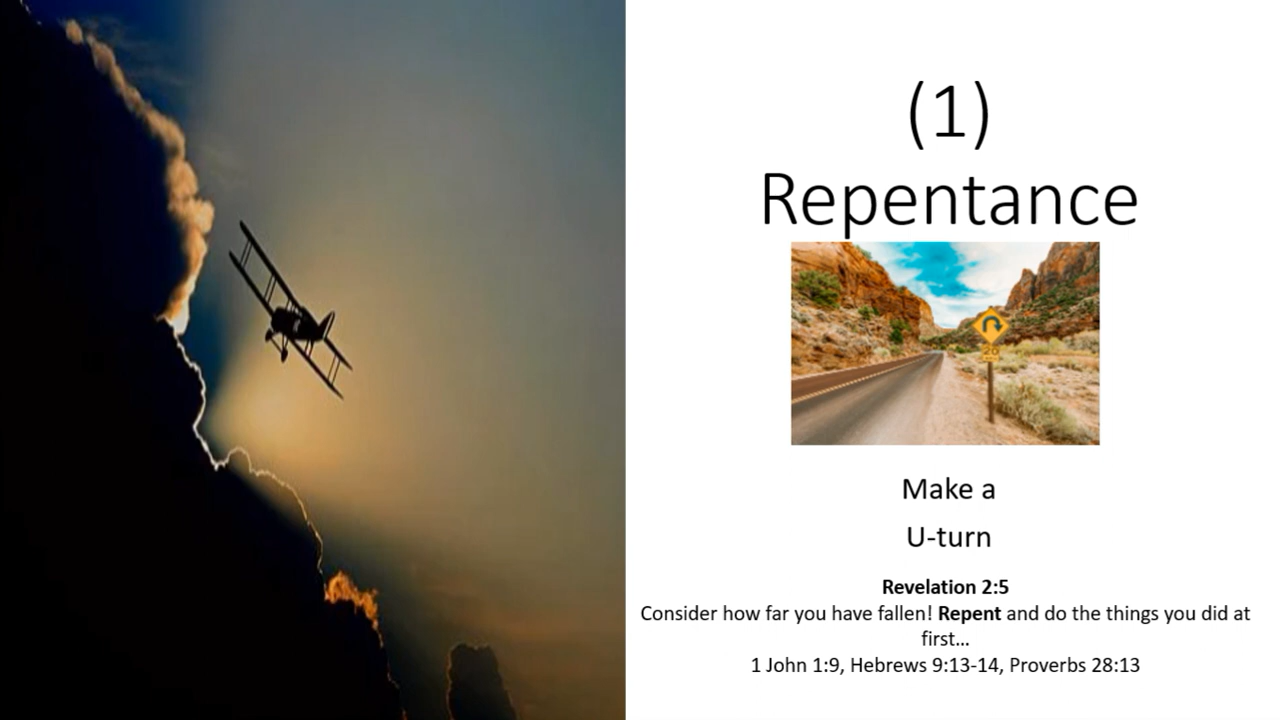 (1)
Repentance
20
Make a
U-turn
Revelation 2:5
Consider how far you have fallen! Repent and do the things you did at
first...
1 John 1:9, Hebrews 9:13-14, Proverbs 28:13